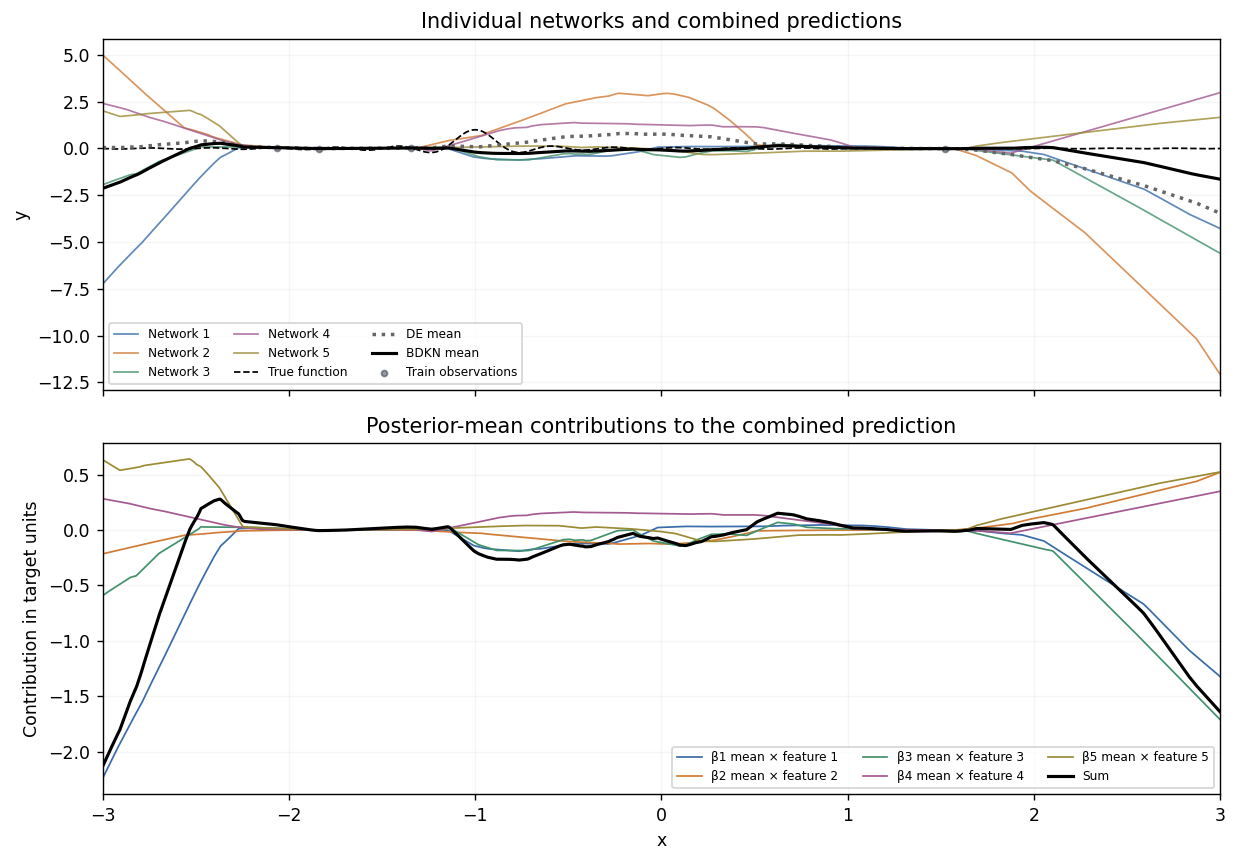 Individual networks and combined predictions
5.0
2.5
0.0
−2.5
−5.0
−7.5
−10.0
−12.5
y
Network 1
Network 2
Network 3
Network 4
Network 5
True function
DE mean
BDKN mean
Train observations
Posterior-mean contributions to the combined prediction
0.5
0.0
−0.5
−1.0
−1.5
−2.0
Contribution in target units
β1 mean × feature 1
β2 mean × feature 2
β3 mean × feature 3
β4 mean × feature 4
β5 mean × feature 5
Sum
−3 −2 −1 0 1 2 3
x